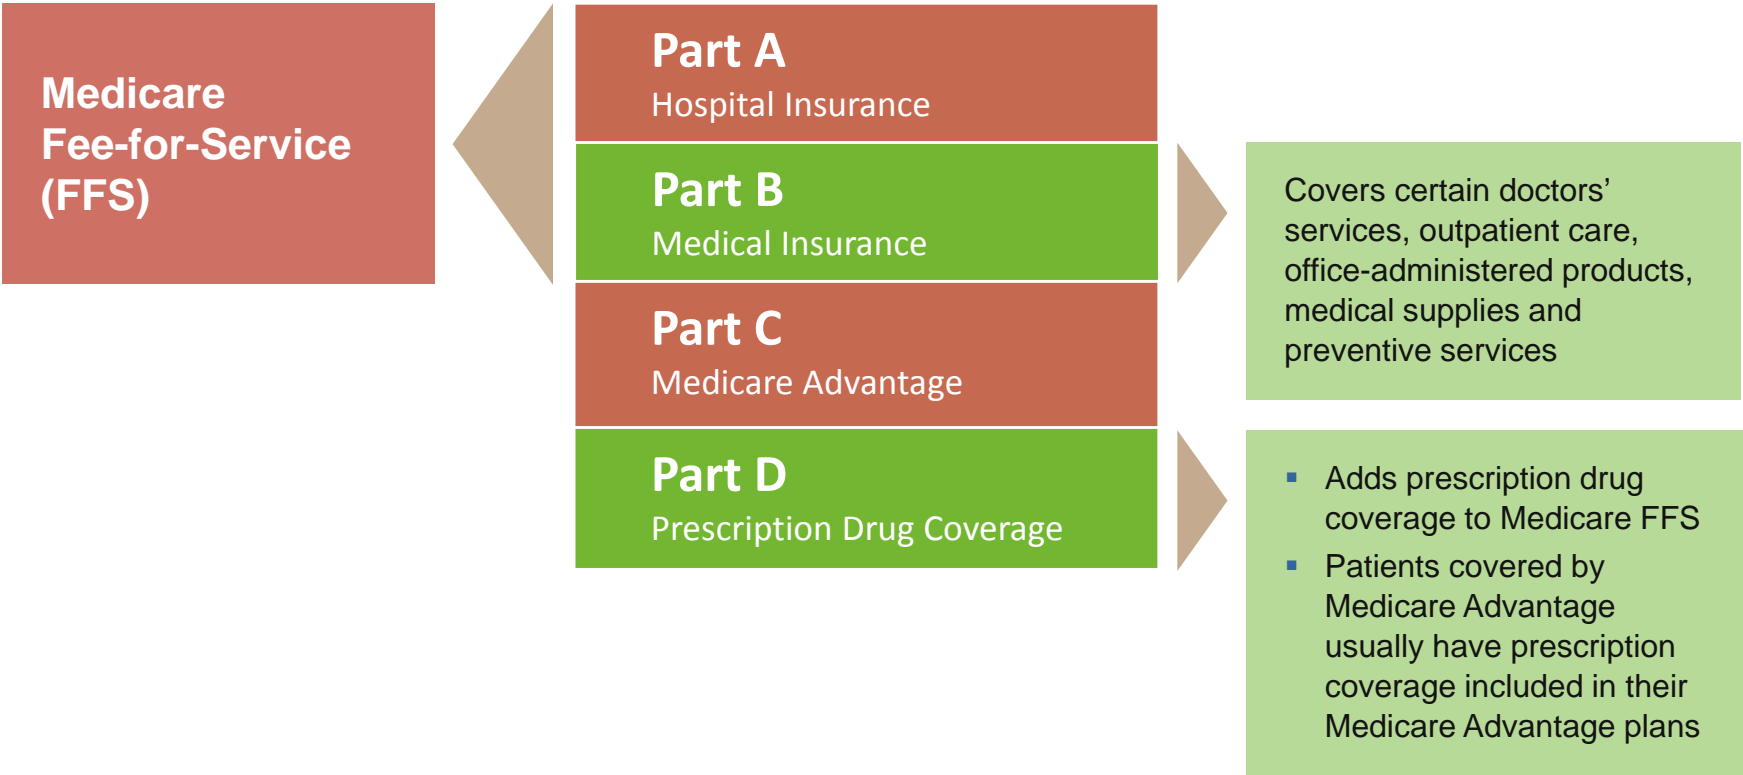 Medicare
Fee-for-Service
(FFS)
Part A
Hospital Insurance
Part B
Medical Insurance
Part C
Medicare Advantage
Part D
Prescription Drug Coverage
Covers certain doctors’
services, outpatient care,
office-administered products,
medical supplies and
preventive services
▪ Adds prescription drug
coverage to Medicare FFS
▪ Patients covered by
Medicare Advantage
usually have prescription
coverage included in their
Medicare Advantage plans